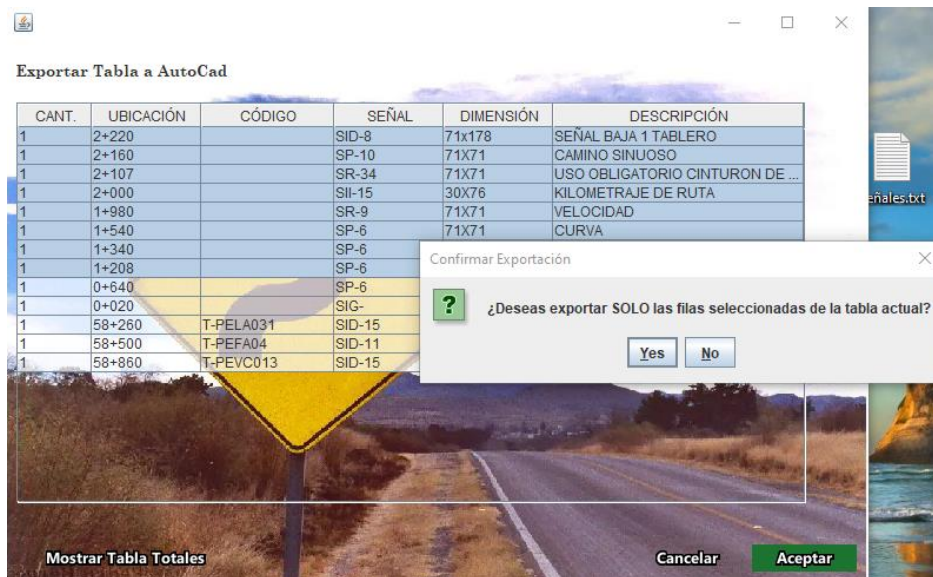 Exportar Tabla a AutoCad
CANT. UBICACIÓN CÓDIGO SEÑAL DIMENSIÓN DESCRIPCIÓN
1 2+220 SID-8 71x178 SEÑAL BAJA 1 TABLERO
1 2+160 SP-10 71X71 CAMINO SINUOSO
1 2+107 SR-34 71X71 USO OBLIGATORIO CINTURON DE ...
1 2+000 SII-15 30X76 KILOMETRAJE DE RUTA
1 1+980 SR-9 71X71 VELOCIDAD
1 1+540 SP-6 71X71 CURVA
1 1+340 SP-6
1 1+208 SP-6
1 0+640 SP-6
1 0+020 SIG-
1 58+260 T-PELA031 SID-15
1 58+500 T-PEFA04 SID-11
1 58+860 T-PEVC013 SID-15
Confirmar Exportación
¿Deseas exportar SOLO las filas seleccionadas de la tabla actual?
Yes No
eñales.txt
Mostrar Tabla Totales Cancelar Aceptar